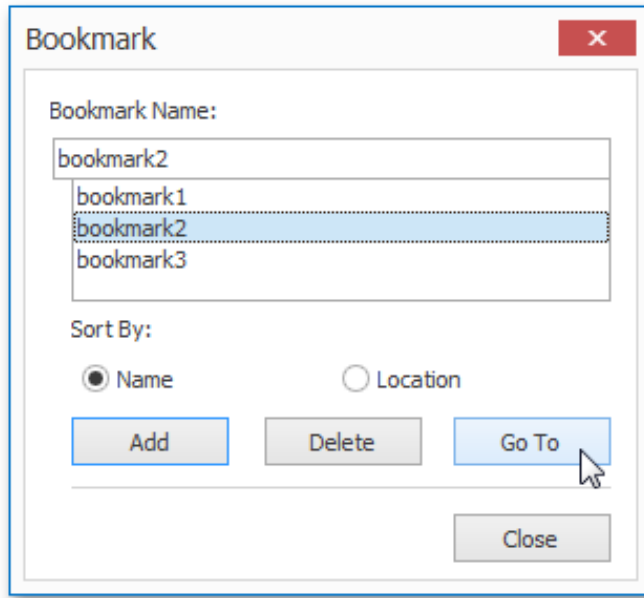 Bookmark
Bookmark Name:
bookmark2
bookmark1
bookmark2
bookmark3
Sort By:
Name Location
Add Delete Go To
Close